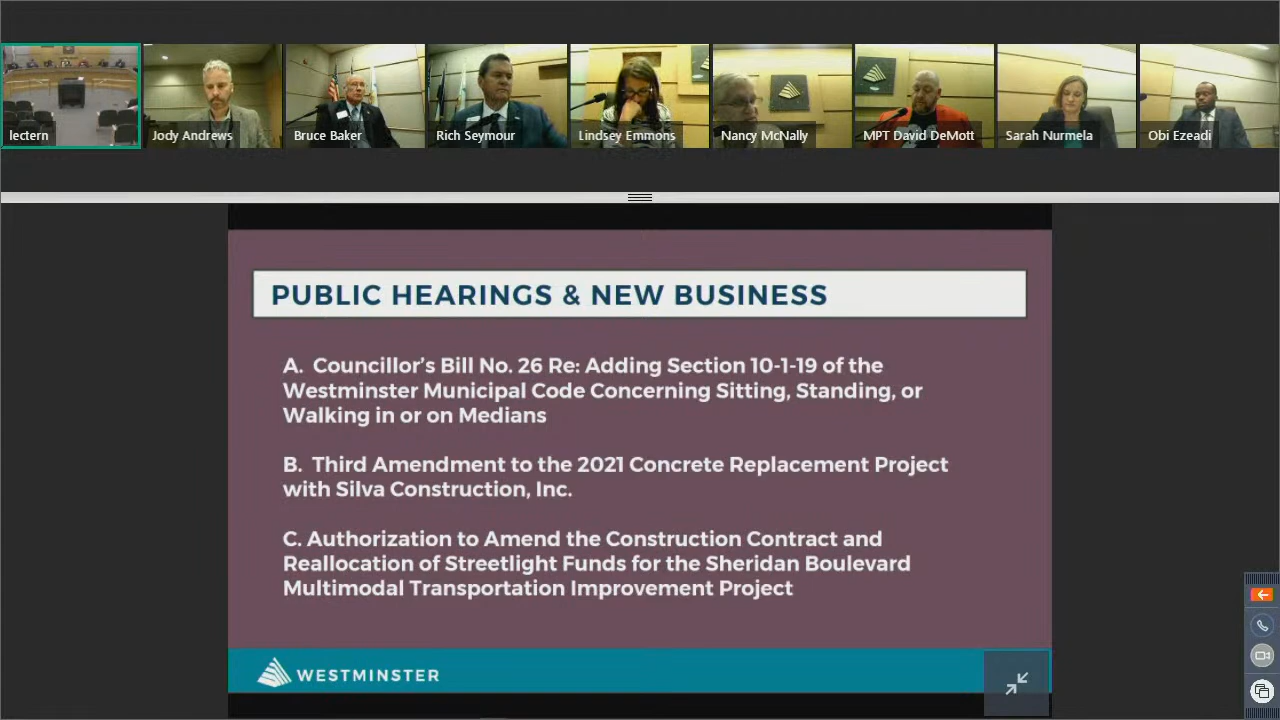 lectern
Jody Andrews
Bruce Baker
Rich Seymour
Lindsey Emmons
Nancy McNally
MPT David DeMott
Sarah Nurmela
Obi Ezeadi
PUBLIC HEARINGS & NEW BUSINESS
A. Councillor's Bill No. 26 Re: Adding Section 10-1-19 of the
Westminster Municipal Code Concerning Sitting, Standing, or
Walking in or on Medians
B. Third Amendment to the 2021 Concrete Replacement Project
with Silva Construction, Inc.
C. Authorization to Amend the Construction Contract and
Reallocation of Streetlight Funds for the Sheridan Boulevard
Multimodal Transportation Improvement Project
WESTMINSTER